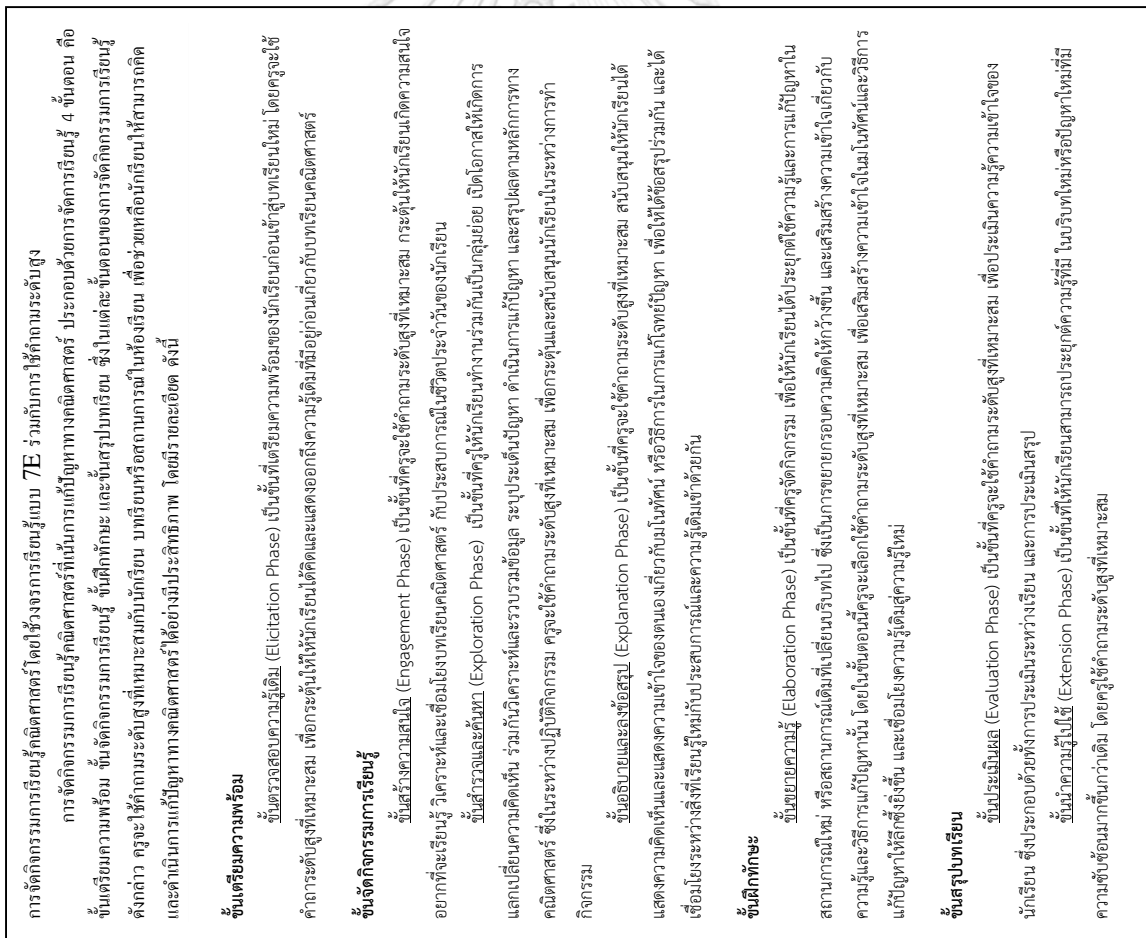 การจัดกิจกรรมการเรียนรู้คณิตศาสตร์โดยใช้วงจรการเรียนรู้แบบ 7E ร่วมกับการใช้คำถามระดับสูง
การจัดกิจกรรมการเรียนรู้คณิตศาสตร์ที่เน้นการแก้ปัญหาทางคณิตศาสตร์ ประกอบด้วยการจัดการเรียนรู้ 4 ขั้นตอน คือ
ขั้นเตรียมความพร้อม ขั้นจัดกิจกรรมการเรียนรู้ ขั้นฝึกทักษะ และขั้นสรุปบทเรียน ซึ่งในแต่ละขั้นตอนของการจัดกิจกรรมการเรียนรู้
ดังกล่าว ครูจะใช้คำถามระดับสูงที่เหมาะสมกับนักเรียน บทเรียนหรือสถานการณ์ในห้องเรียน เพื่อช่วยเหลือนักเรียนให้สามารถคิด
และดำเนินการแก้ปัญหาทางคณิตศาสตร์ได้อย่างมีประสิทธิภาพ โดยมีรายละเอียด ดังนี้
ขั้นเตรียมความพร้อม
ขั้นตรวจสอบความรู้เดิม (Elicitation Phase) เป็นขั้นที่เตรียมความพร้อมของนักเรียนก่อนเข้าสู่บทเรียนใหม่ โดยครูจะใช้
คำถาระดับสูงที่เหมาะสม เพื่อกระตุ้นให้ให้นักเรียนได้คิดและแสดงออกถึงความรู้เดิมที่มีอยู่ก่อนเกี่ยวกับบทเรียนคณิตศาสตร์
ขั้นจัดกิจกรรมการเรียนรู้
ขั้นสร้างความสนใจ (Engagement Phase) เป็นขั้นที่ครูจะใช้คำถามระดับสูงที่เหมาะสม กระตุ้นให้นักเรียนเกิดความสนใจ
อยากที่จะเรียนรู้ วิเคราะห์และเชื่อมโยงบทเรียนคณิตศาสตร์ กับประสบการณ์ในชีวิตประจำวันของนักเรียน
ขั้นสำรวจและค้นหา (Exploration Phase) เป็นขั้นที่ครูให้นักเรียนทำงานร่วมกันเป็นกลุ่มย่อย เปิดโอกาสให้เกิดการ
แลกเปลี่ยนความคิดเห็น ร่วมกันวิเคราะห์และรวบรวมข้อมูล ระบุประเด็นปัญหา ดำเนินการแก้ปัญหา และสรุปผลตามหลักการทาง
คณิตศาสตร์ ซึ่งในระหว่างปฏิบัติกิจกรรม ครูจะใช้คำถามระดับสูงที่เหมาะสม เพื่อกระตุ้นและสนับสนุนนักเรียนในระหว่างการทำ
กิจกรรม
ขั้นอธิบายและลงข้อสรุป (Explanation Phase) เป็นขั้นที่ครูจะใช้คำถามระดับสูงที่เหมาะสม สนับสนุนให้นักเรียนได้
แสดงความคิดเห็นและแสดงความเข้าใจของตนเองเกี่ยวกับมโนทัศน์ หรือวิธีการในการแก้โจทย์ปัญหา เพื่อให้ได้ข้อสรุปร่วมกัน และได้
เชื่อมโยงระหว่างสิ่งที่เรียนรู้ใหม่กับประสบการณ์และความรู้เดิมเข้าด้วยกัน
ขั้นฝึกทักษะ
ขั้นขยายความรู้ (Elaboration Phase) เป็นขั้นที่ครูจัดกิจกรรม เพื่อให้นักเรียนได้ประยุกต์ใช้ความรู้และการแก้ปัญหาใน
สถานการณ์ใหม่ หรือสถานการณ์เดิมที่เปลี่ยนบริบทไป ซึ่งเป็นการขยายกรอบความคิดให้กว้างขึ้น และเสริมสร้างความเข้าใจเกี่ยวกับ
ความรู้และวิธีการแก้ปัญหานั้น โดยในขั้นตอนนี้ครูจะเลือกใช้คำถามระดับสูงที่เหมาะสม เพื่อเสริมสร้างความเข้าใจในมโนทัศน์และวิธีการ
แก้ปัญหาให้ลึกซึ้งยิ่งขึ้น และเชื่อมโยงความรู้เดิมสู่ความรู้ใหม่
ขั้นสรุปบทเรียน
ขั้นประเมินผล (Evaluation Phase) เป็นขั้นที่ครูจะใช้คำถามระดับสูงที่เหมาะสม เพื่อประเมินความรู้ความเข้าใจของ
นักเรียน ซึ่งประกอบด้วยทั้งการประเมินระหว่างเรียน และการประเมินสรุป
ขั้นนำความรู้ไปใช้ (Extension Phase) เป็นขั้นที่ให้นักเรียนสามารถประยุกต์ความรู้ที่มี ในบริบทใหม่หรือปัญหาใหม่ที่มี
ความซับซ้อนมากขึ้นกว่าเดิม โดยครูใช้คำถามระดับสูงที่เหมาะสม